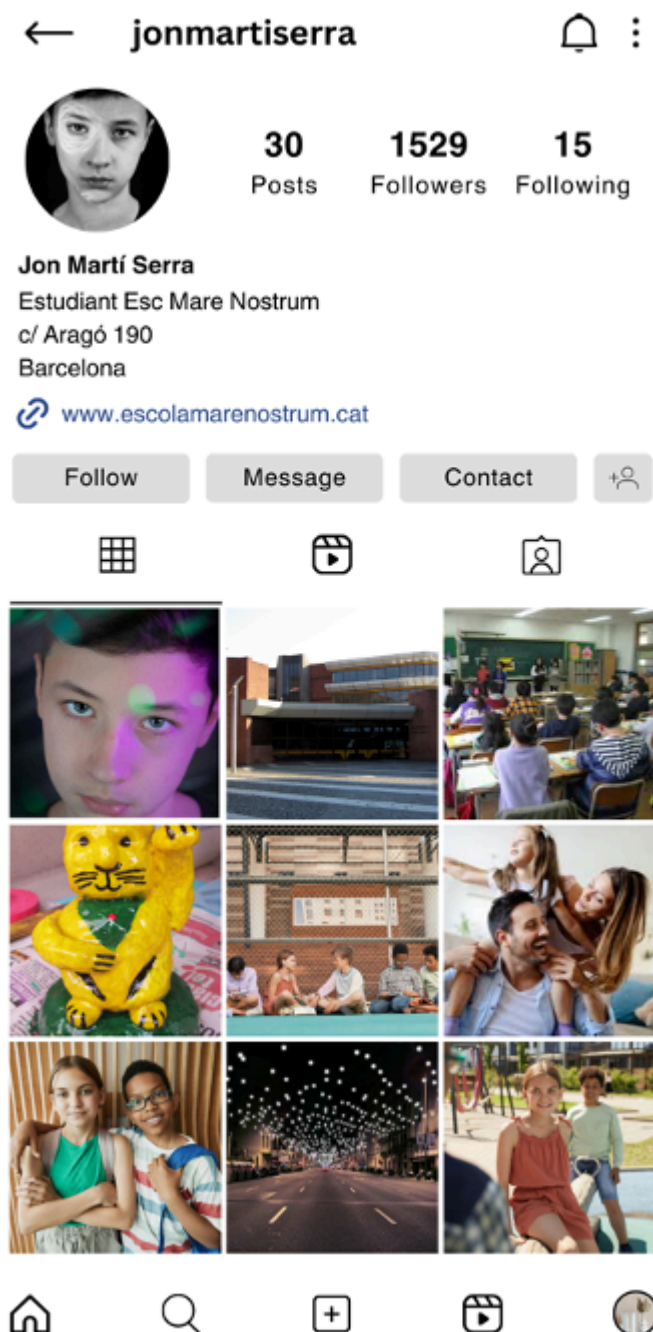 jonmartiserra
30 1529 15
Posts Followers Following
Jon Martí Serra
Estudiant Esc Mare Nostrum
c/ Aragó 190
Barcelona
www.escolamarenostrum.cat
Follow Message Contact